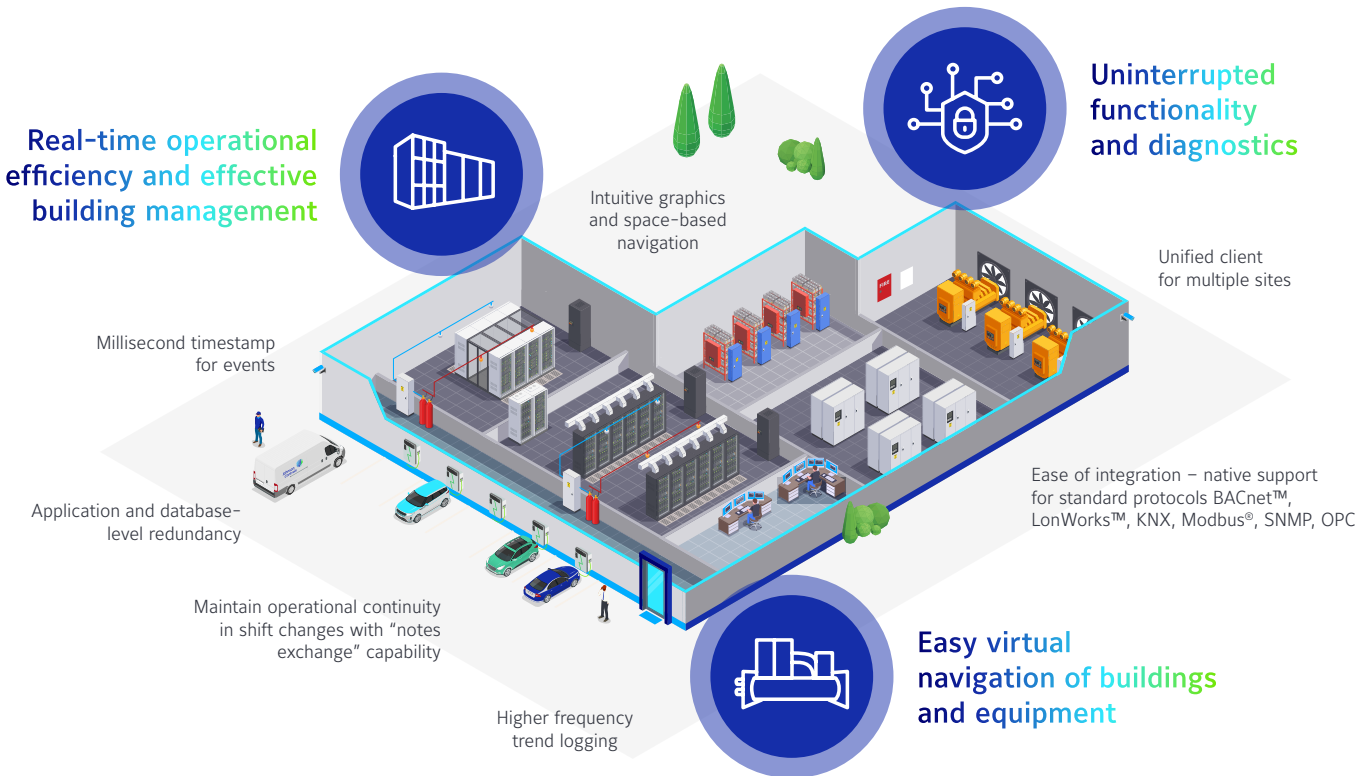 Real-time operational
efficiency and effective
building management
Uninterrupted
functionality
and diagnostics
Intuitive graphics
and space-based
navigation
Unified client
for multiple sites
FIRE
Millisecond timestamp
for events
Ease of integration – native support
for standard protocols BACnet™,
LonWorks™, KNX, Modbus®, SNMP, OPC
Application and database-
level redundancy
Maintain operational continuity
in shift changes with “notes
exchange” capability
Easy virtual
navigation of buildings
and equipment
Higher frequency
trend logging